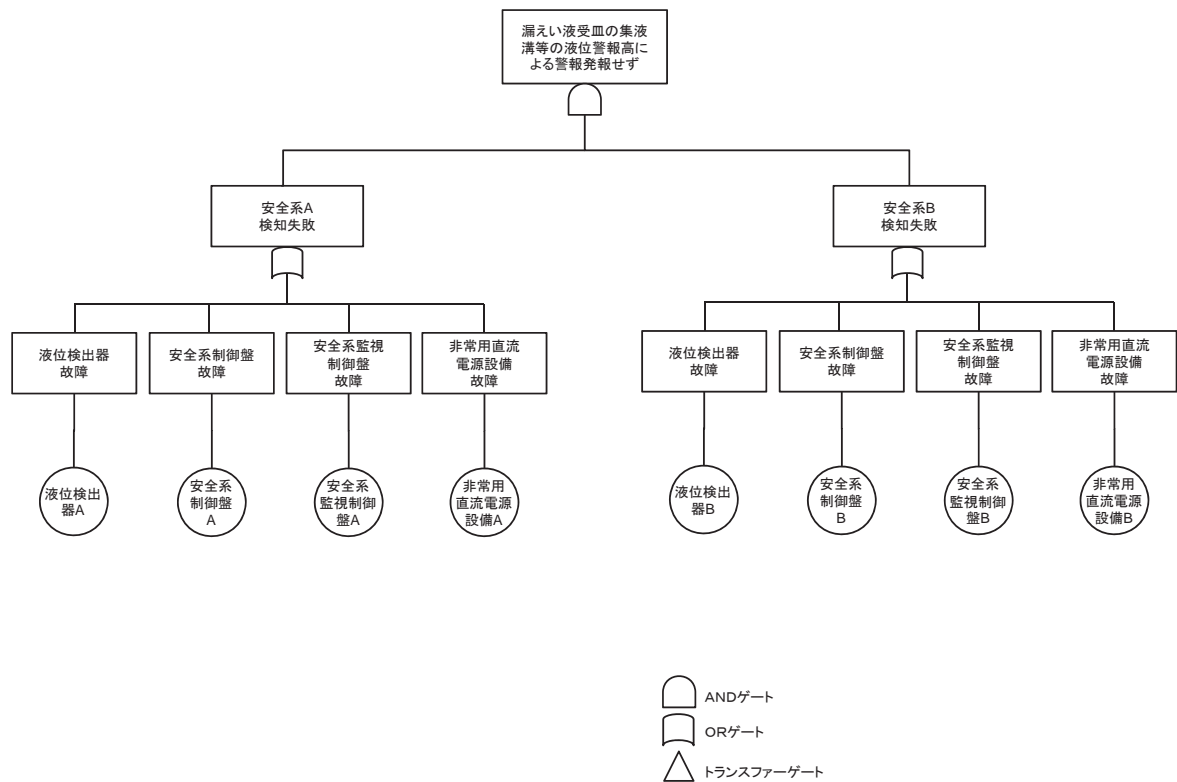 漏えい液受皿の集液
溝等の液位警報高に
よる警報発報せず
安全系A
検知失敗
安全系B
検知失敗
液位検出器
故障
安全系制御盤
故障
安全系監視
制御盤
故障
非常用直流
電源設備
故障
液位検出器
故障
安全系制御盤
故障
安全系監視
制御盤
故障
非常用直流
電源設備
故障
液位検出
器A
安全系
制御盤
A
安全系
監視制御
盤A
非常用
直流電源
設備A
液位検出
器B
安全系
制御盤
B
安全系
監視制御
盤B
非常用
直流電源
設備B
ANDゲート
ORゲート
トランスファーゲート